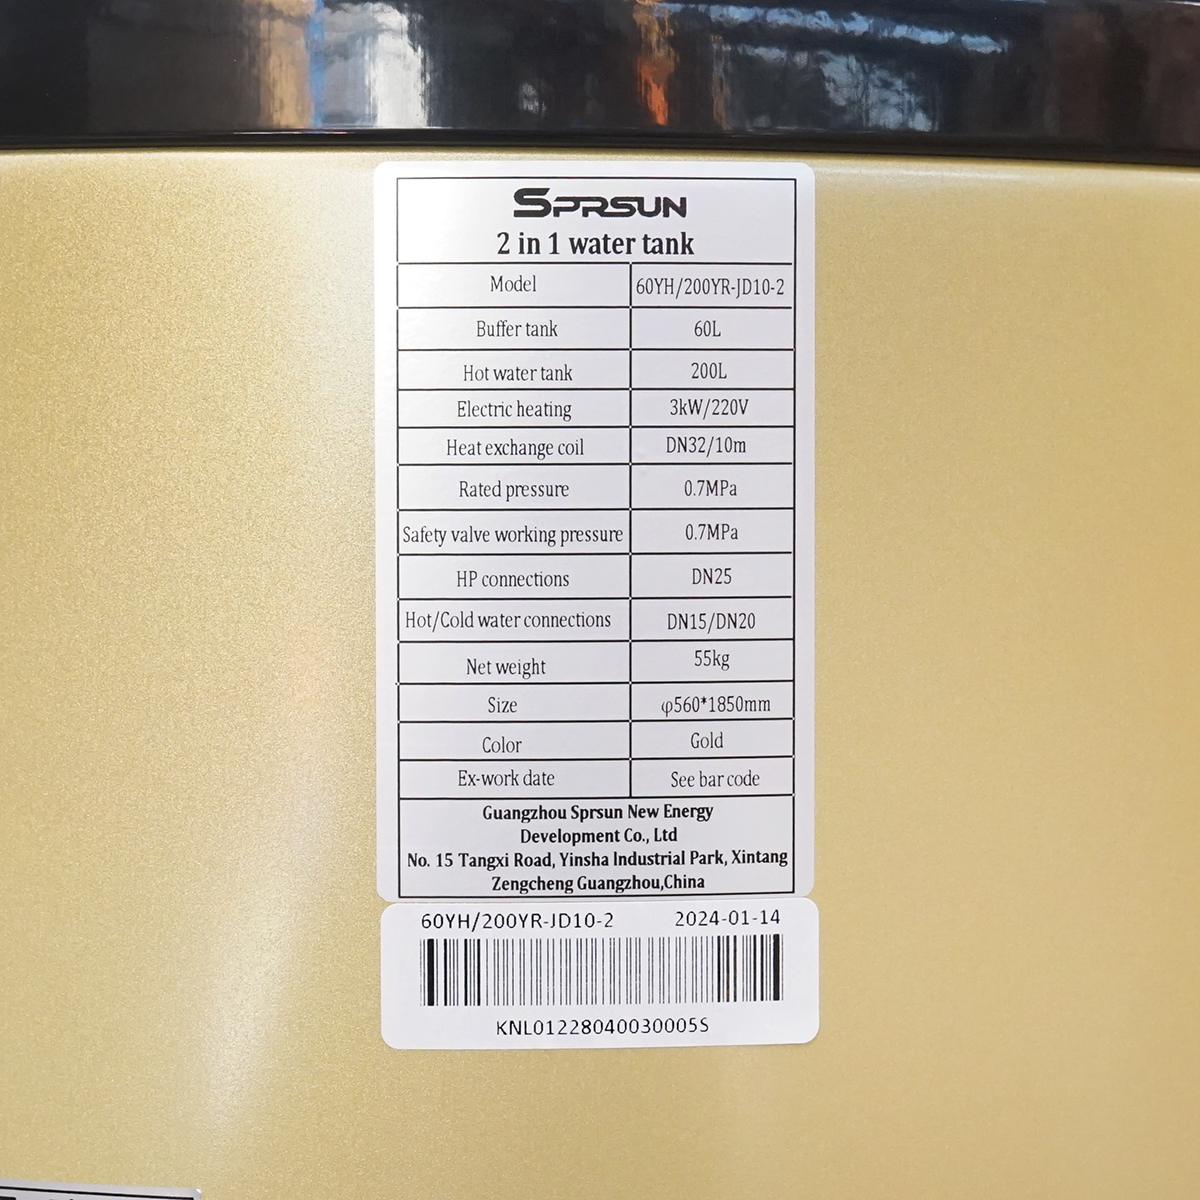 SPRSUN
2 in 1 water tank
Model 60YH/200YR-JD10-2
Buffer tank 60L
Hot water tank 200L
Electric heating 3kW/220V
Heat exchange coil DN32/10m
Rated pressure 0.7MPa
Safety valve working pressure 0.7MPa
HP connections DN25
Hot/Cold water connections DN15/DN20
Net weight 55kg
Size φ560*1850mm
Color Gold
Ex-work date See bar code
Guangzhou Sprsun New Energy
Development Co., Ltd
No. 15 Tangxi Road, Yinsha Industrial Park, Xintang
Zengcheng Guangzhou,China
60YH/200YR-JD10-2 2024-01-14
KNL01228040030005S